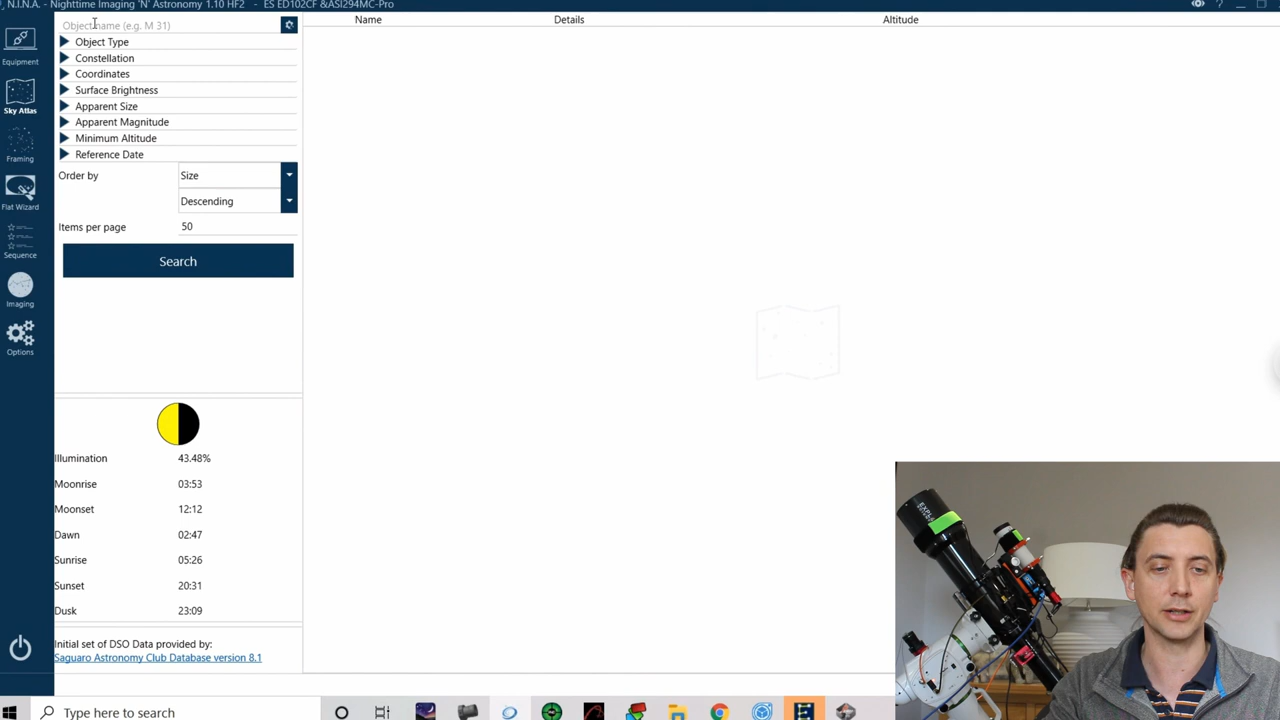 N.I.N.A. - Nighttime Imaging 'N' Astronomy 1.10 HF2 - ES ED102CF &ASI294MC-Pro
Object name (e.g. M 31)
Name
Details
Altitude
Equipment
Sky Atlas
Framing
Flat Wizard
Sequence
Imaging
Options
Object Type
Constellation
Coordinates
Surface Brightness
Apparent Size
Apparent Magnitude
Minimum Altitude
Reference Date
Order by
Size
Descending
Items per page
50
Search
Illumination 43.48%
Moonrise 03:53
Moonset 12:12
Dawn 02:47
Sunrise 05:26
Sunset 20:31
Dusk 23:09
Initial set of DSO Data provided by:
Saguaro Astronomy Club Database version 8.1
Type here to search